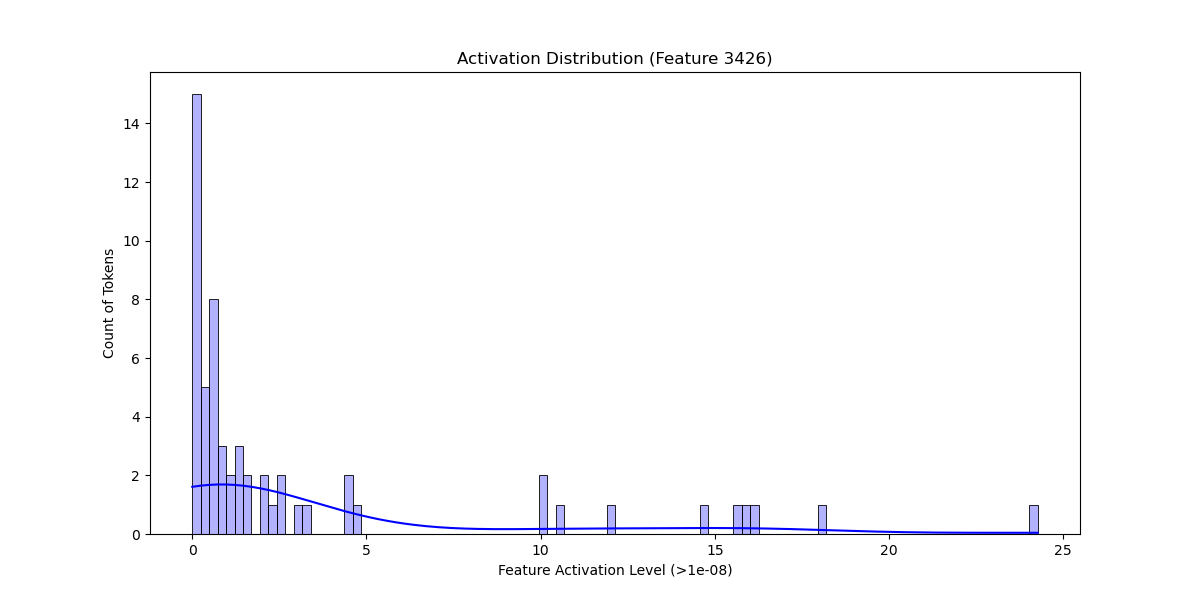 Activation Distribution (Feature 3426)
14
12
10
8
6
4
2
0
Count of Tokens
0 5 10 15 20 25
Feature Activation Level (>1e-08)